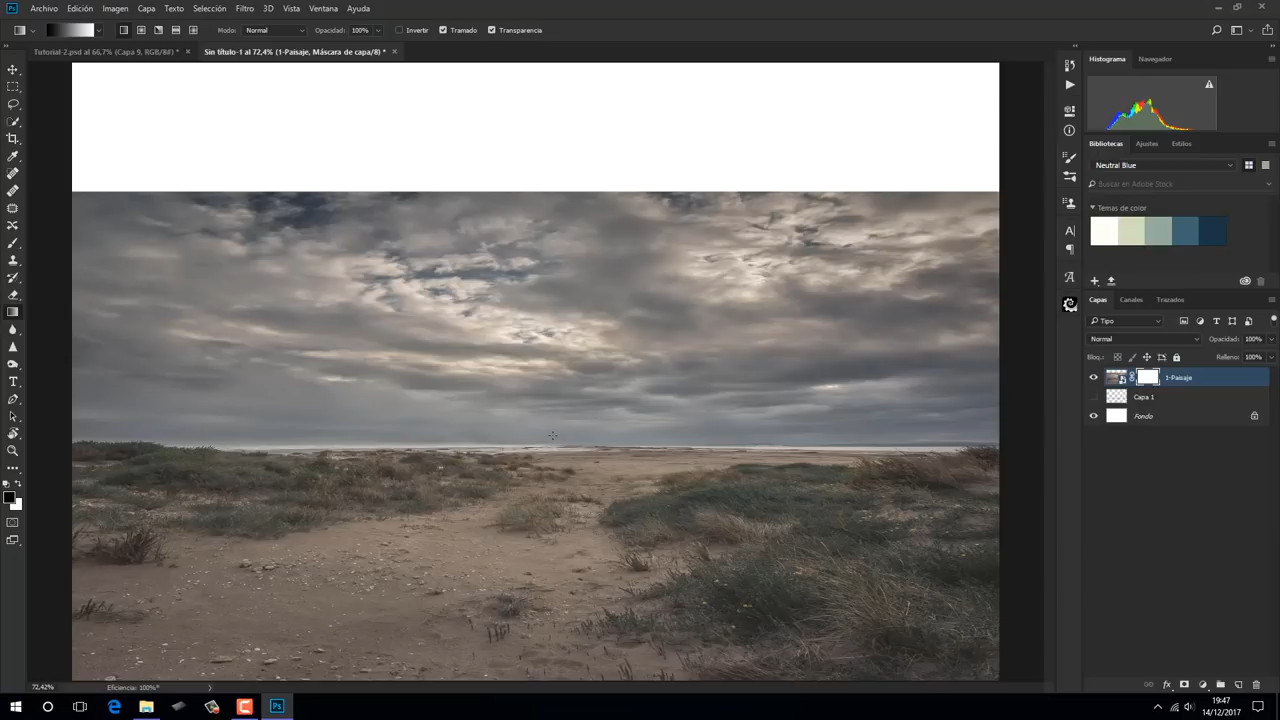 Ps Archivo Edición Imagen Capa Texto Selección Filtro 3D Vista Ventana Ayuda
Modo: Normal Opacidad: 100% Invertir Tramado Transparencia
Tutorial-2.psd al 66,7% (Capa 9, RGB/8#) * × Sin título-1 al 72,4% (1-Paisaje, Máscara de capa/8) * ×
Histograma Navegador
Bibliotecas Ajustes Estilos
Neutral Blue
Buscar en Adobe Stock
Temas de color
Capas Canales Trazados
Tipo
Normal Opacidad: 100%
Bloq.: Relleno: 100%
1-Paisaje
Capa 1
Fondo
72,42% Eficiencia: 100%*
Ps
19:47
14/12/2017